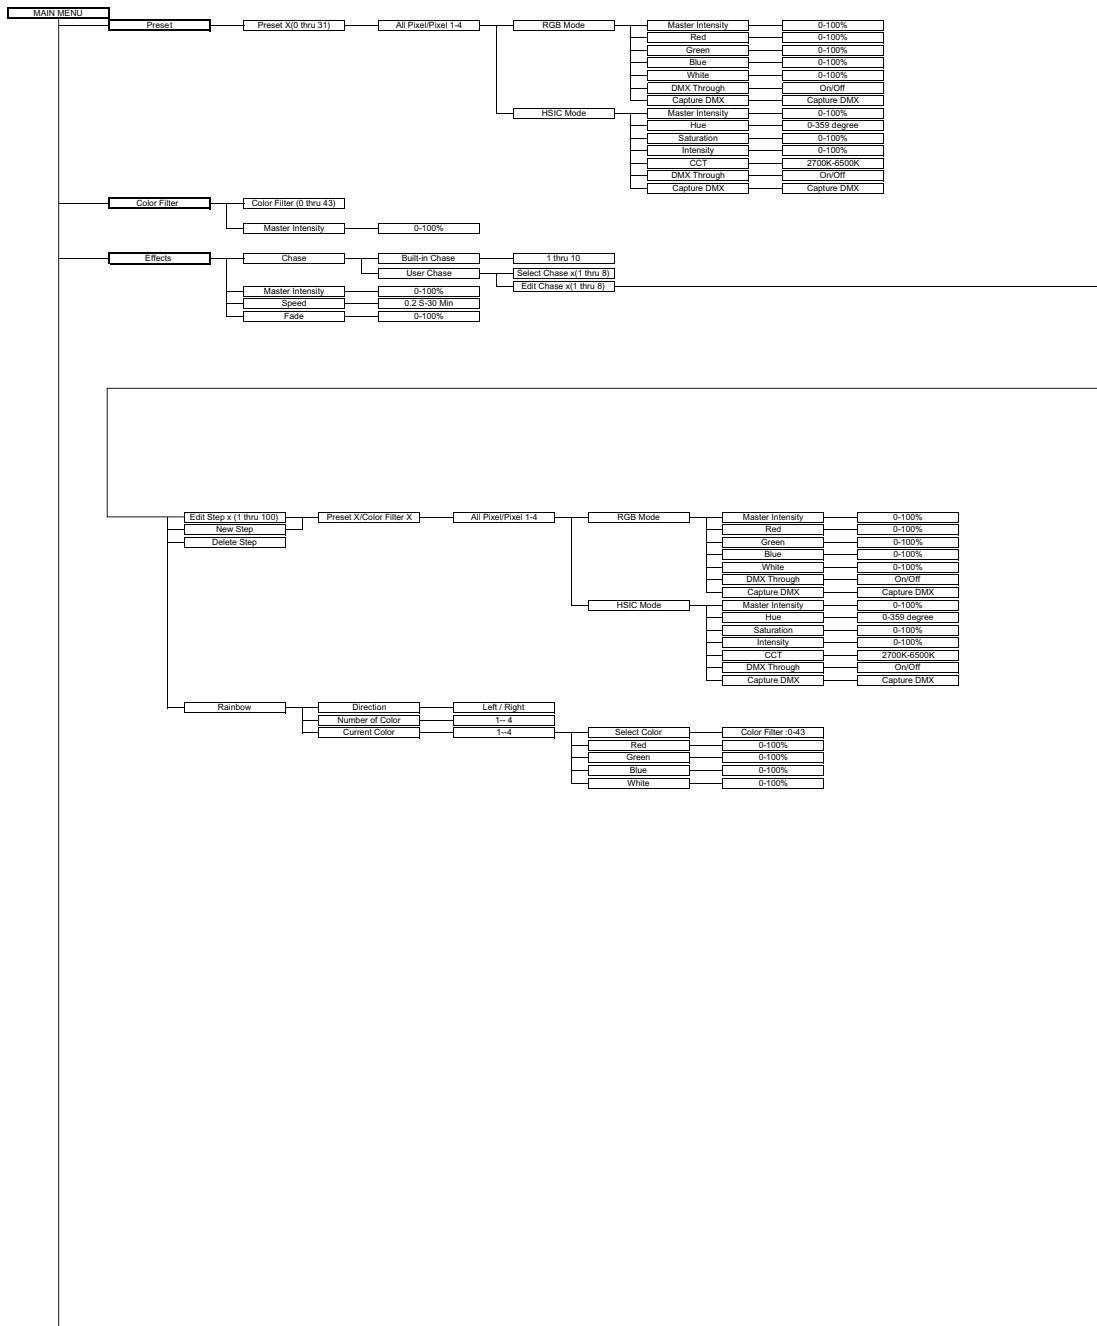 MAIN MENU
Preset Preset X(0 thru 31) All Pixel/Pixel 1-4 RGB Mode Master Intensity 0-100%
Red 0-100%
Green 0-100%
Blue 0-100%
White 0-100%
DMX Through On/Off
Capture DMX Capture DMX
HSIC Mode Master Intensity 0-100%
Hue 0-359 degree
Saturation 0-100%
Intensity 0-100%
CCT 2700K-6500K
DMX Through On/Off
Capture DMX Capture DMX
Color Filter Color Filter (0 thru 43)
Master Intensity 0-100%
Effects Chase Built-in Chase 1 thru 10
User Chase Select Chase x(1 thru 8)
Edit Chase x(1 thru 8)
Master Intensity 0-100%
Speed 0.2 S-30 Min
Fade 0-100%
Edit Step x (1 thru 100) Preset X/Color Filter X All Pixel/Pixel 1-4 RGB Mode Master Intensity 0-100%
New Step Red 0-100%
Delete Step Green 0-100%
Blue 0-100%
White 0-100%
DMX Through On/Off
Capture DMX Capture DMX
HSIC Mode Master Intensity 0-100%
Hue 0-359 degree
Saturation 0-100%
Intensity 0-100%
CCT 2700K-6500K
DMX Through On/Off
Capture DMX Capture DMX
Rainbow Direction Left / Right
Number of Color 1-- 4
Current Color 1--4 Select Color Color Filter :0-43
Red 0-100%
Green 0-100%
Blue 0-100%
White 0-100%